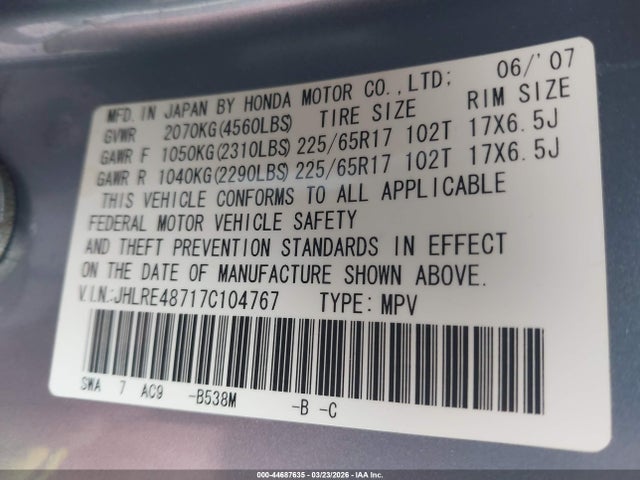 MFD. IN JAPAN BY HONDA MOTOR CO., LTD; 06/'07
GVWR 2070KG(4560LBS) TIRE SIZE RIM SIZE
GAWR F 1050KG(2310LBS) 225/65R17 102T 17X6.5J
GAWR R 1040KG(2290LBS) 225/65R17 102T 17X6.5J
THIS VEHICLE CONFORMS TO ALL APPLICABLE
FEDERAL MOTOR VEHICLE SAFETY
AND THEFT PREVENTION STANDARDS IN EFFECT
ON THE DATE OF MANUFACTURE SHOWN ABOVE.
V.I.N.:JHLRE48717C104767 TYPE: MPV
SWA 7 AC9 -B538M -B -C
000-44687635 - 03/23/2026 - IAA Inc.